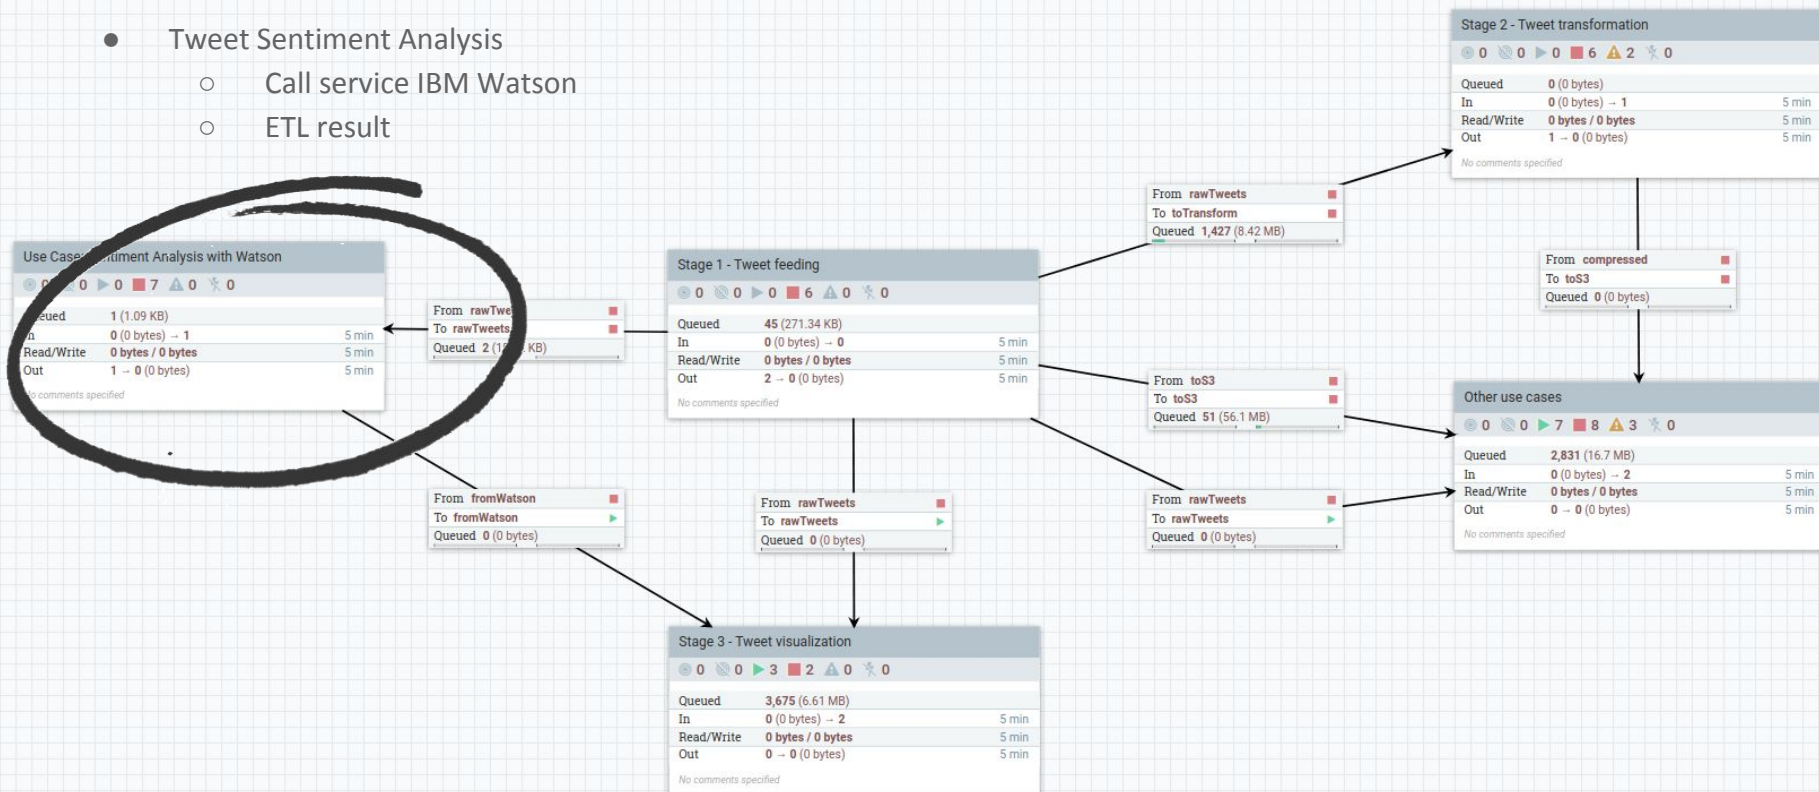 ● Tweet Sentiment Analysis
○ Call service IBM Watson
○ ETL result
Stage 2 - Tweet transformation
0 0 0 6 2 0
Queued 0 (0 bytes)
In 0 (0 bytes) → 1 5 min
Read/Write 0 bytes / 0 bytes 5 min
Out 1 → 0 (0 bytes) 5 min
No comments specified
From rawTweets
To toTransform
Queued 1,427 (8.42 MB)
Use Case: timent Analysis with Watson
0 0 7 0 0
1 (1.09 KB)
0 (0 bytes) → 1 5 min
Read/Write 0 bytes / 0 bytes 5 min
Out 1 → 0 (0 bytes) 5 min
No comments specified
From
To rawTweets
Queued 2 KB)
Stage 1 - Tweet feeding
0 0 0 6 0 0
Queued 45 (271.34 KB)
In 0 (0 bytes) → 0 5 min
Read/Write 0 bytes / 0 bytes 5 min
Out 2 → 0 (0 bytes) 5 min
No comments specified
From compressed
To toS3
Queued 0 (0 bytes)
From toS3
To toS3
Queued 51 (56.1 MB)
Other use cases
0 0 7 8 3 0
Queued 2,831 (16.7 MB)
In 0 (0 bytes) → 2 5 min
Read/Write 0 bytes / 0 bytes 5 min
Out 0 → 0 (0 bytes) 5 min
No comments specified
From fromWatson
To fromWatson
Queued 0 (0 bytes)
From rawTweets
To rawTweets
Queued 0 (0 bytes)
From rawTweets
To rawTweets
Queued 0 (0 bytes)
Stage 3 - Tweet visualization
0 0 3 2 0 0
Queued 3,675 (6.61 MB)
In 0 (0 bytes) → 2 5 min
Read/Write 0 bytes / 0 bytes 5 min
Out 0 → 0 (0 bytes) 5 min
No comments specified